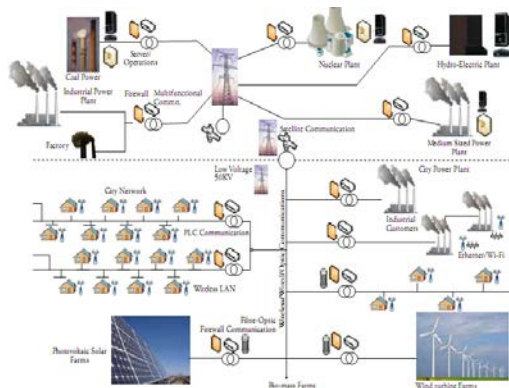 Coal Power
Server/
Operations
Nuclear Plant
Hydro-Electric Plant
Industrial Power
Plant
Firewall
Multifunctional
Comm.
Factory
Satellite Communication
Medium Sized Power
Plant
Low Voltage
50KV
City Power Plant
City Network
Industrial
Customers
PLC Communication
Etherner/Wi-Fi
Wireless LAN
Fibre-Optic
Firewall Communication
Photovoltaic Solar
Farms
Bio-mass Farms
Wind turbine Farms